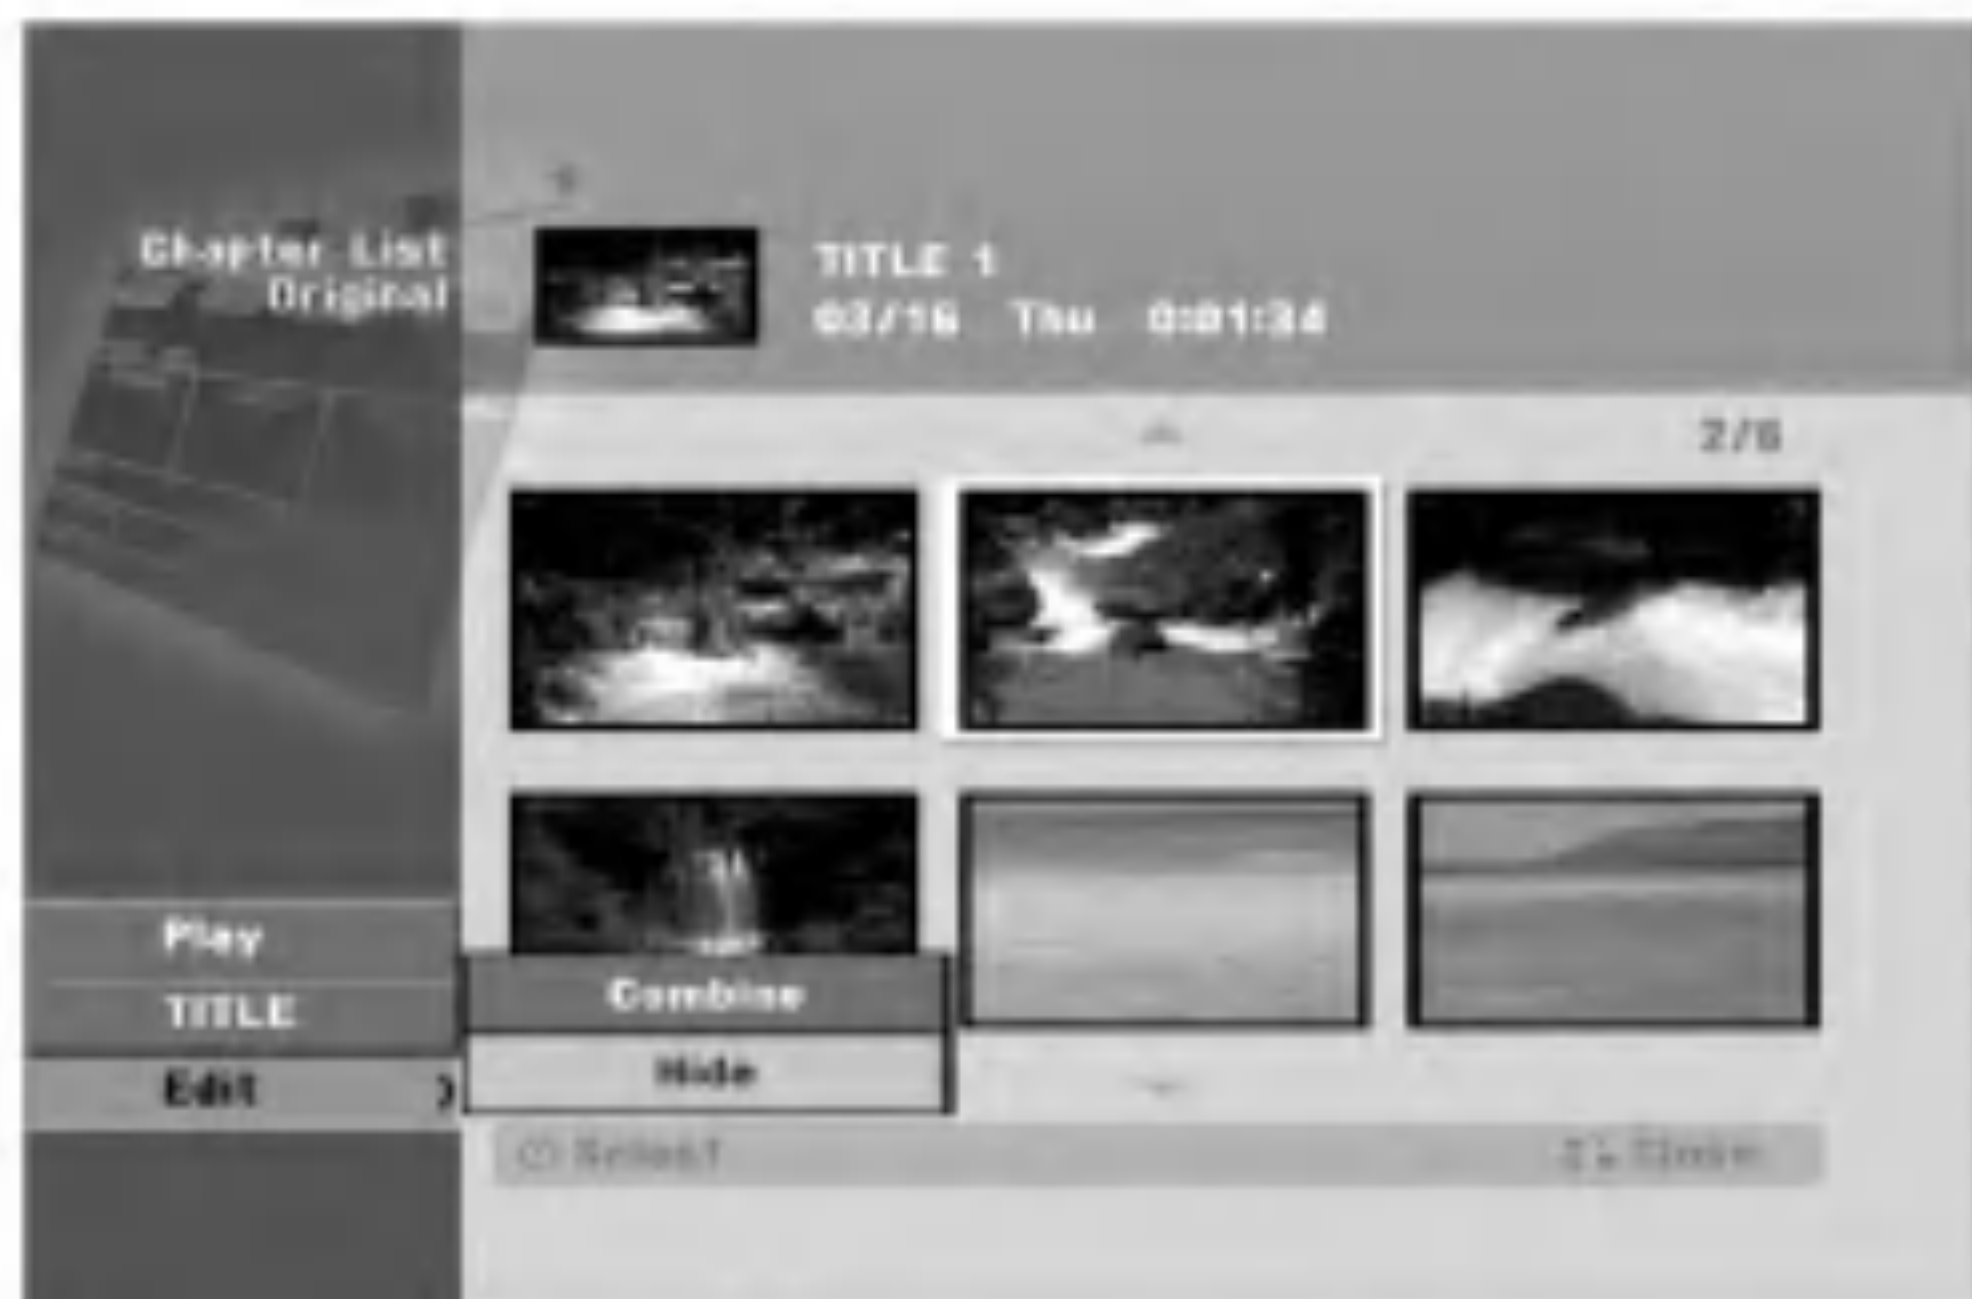 Chapter List
Original
TITLE 1
03/16 Thu 0:01:34
2/6
Play
TITLE
Edit
Combine
Hide
Select
Close